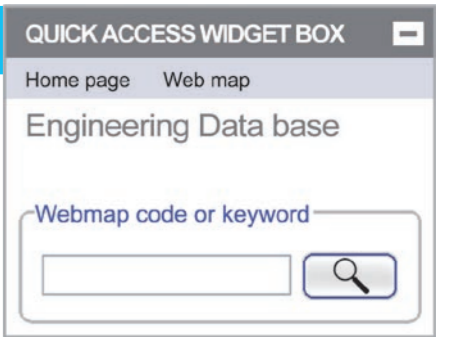 QUICK ACCESS WIDGET BOX
Home page Web map
Engineering Data base
Webmap code or keyword